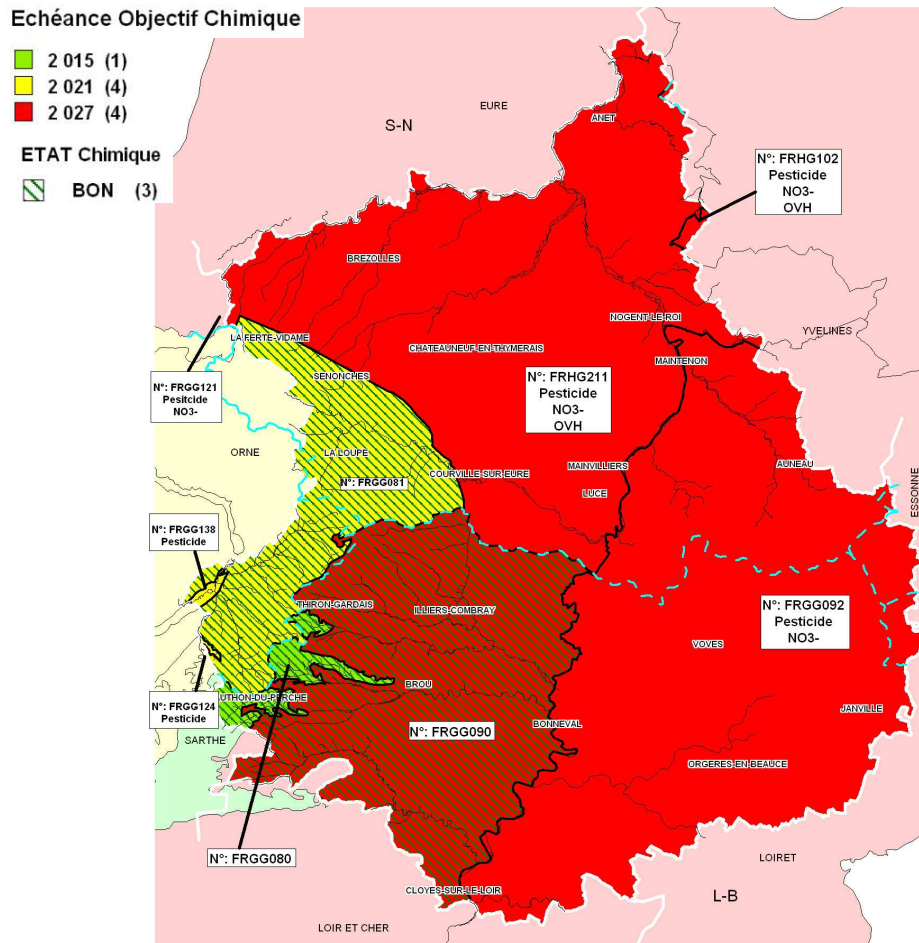 Echéance Objectif Chimique
2 015 (1)
2 021 (4)
2 027 (4)
ETAT Chimique
BON (3)
S-N
EURE
ANET
N°: FRHG102
Pesticide
NO3-
OVH
BREZOLLES
NOGENT-LE-ROI
YVELINES
LA FERTE-VIDAME
CHATEAUNEUF-EN-THYMERAIS
MAINTENON
N°: FRGG121
Pesitcide
NO3-
SENONCHES
N°: FRHG211
Pesticide
NO3-
OVH
ORNE
LA LOUPE
N°: FRGG081
COURVILLE-SUR-EURE
MAINVILLIERS
AUNEAU
LUCE
ESSONNE
N°: FRGG138
Pesticide
THIRON-GARDAIS
ILLIERS-COMBRAY
N°: FRGG092
Pesticide
NO3-
VOVES
BROU
UTHON-DU-PERCHE
N°: FRGG124
Pesticide
JANVILLE
SARTHE
N°: FRGG090
BONNEVAL
ORGERES-EN-BEAUCE
N°: FRGG080
LOIRET
CLOYES-SUR-LE-LOIR
L-B
LOIR ET CHER